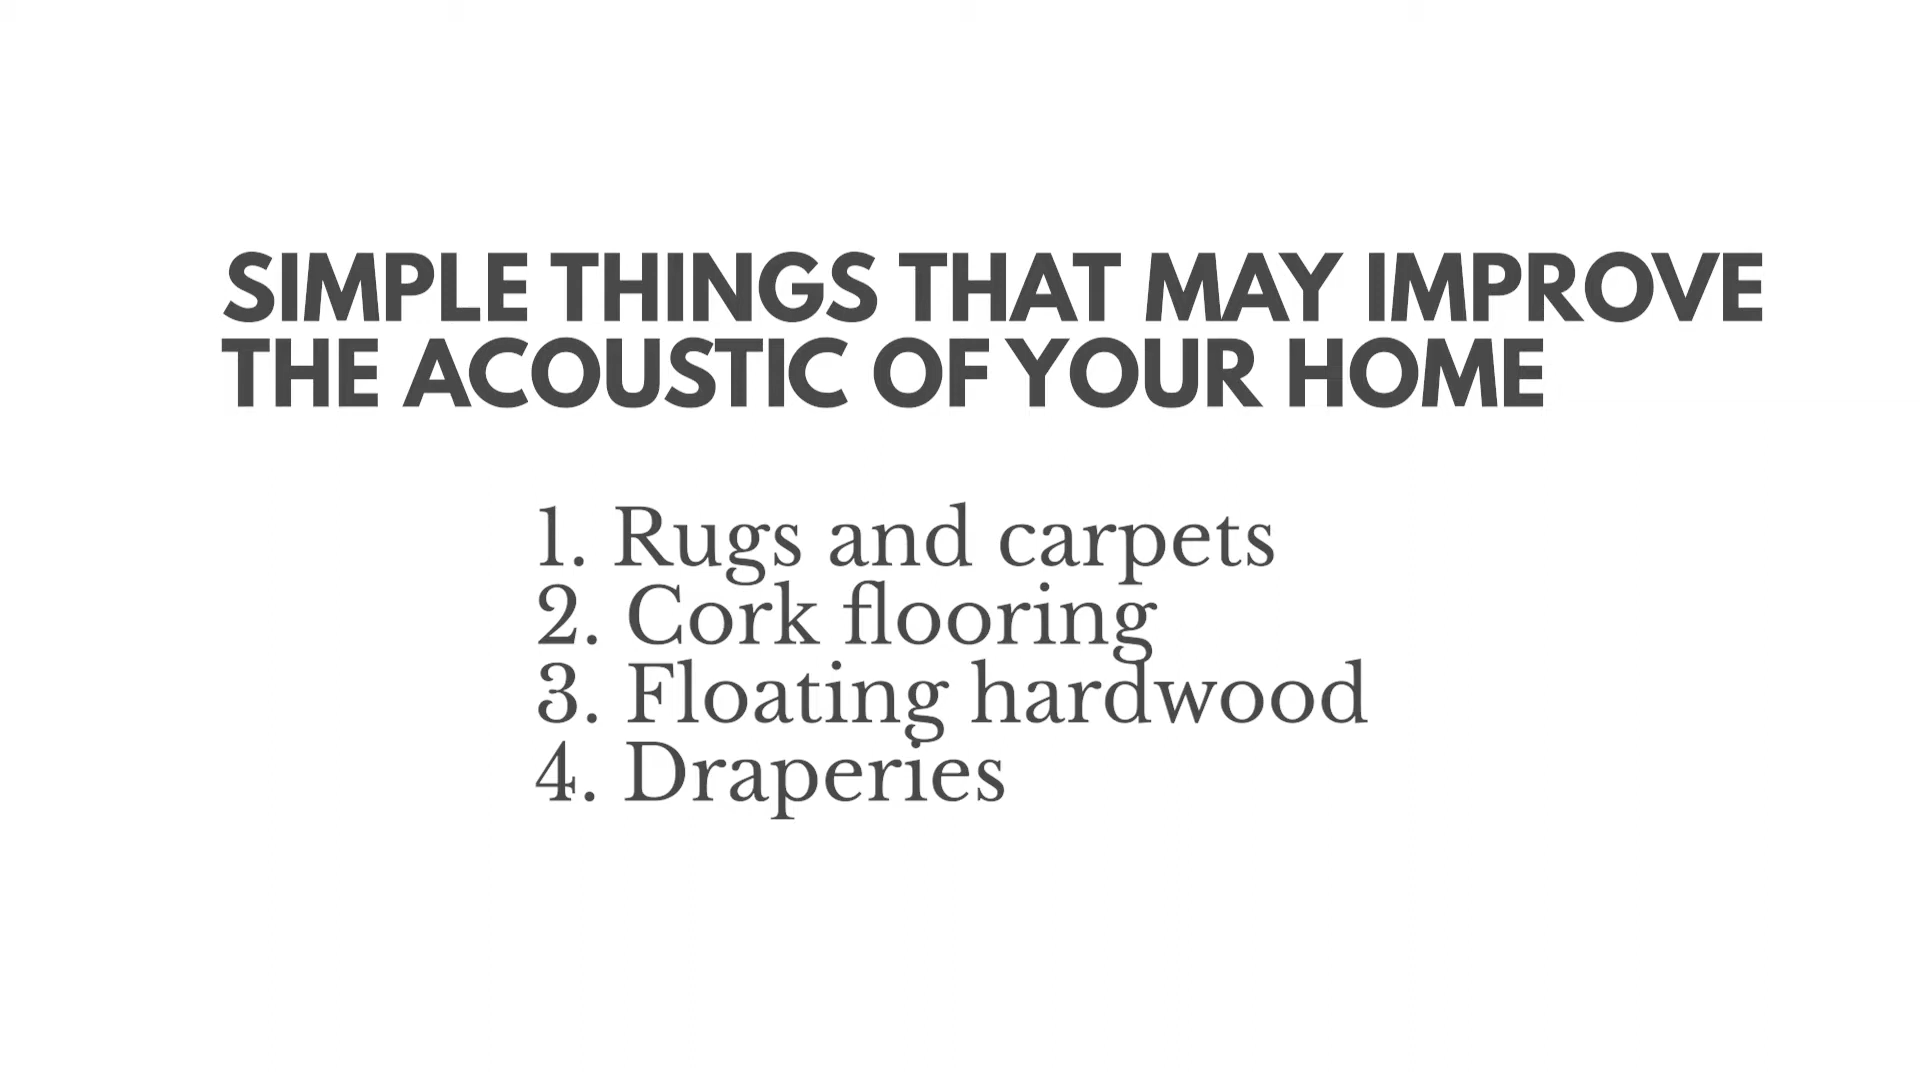 SIMPLE THINGS THAT MAY IMPROVE
THE ACOUSTIC OF YOUR HOME
1. Rugs and carpets
2. Cork flooring
3. Floating hardwood
4. Draperies